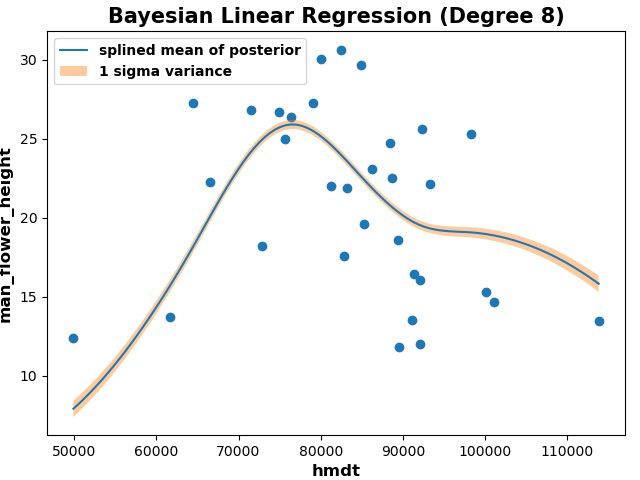 Bayesian Linear Regression (Degree 8)
splined mean of posterior
1 sigma variance
man_flower_height
30
25
20
15
10
50000 60000 70000 80000 90000 100000 110000
hmdt